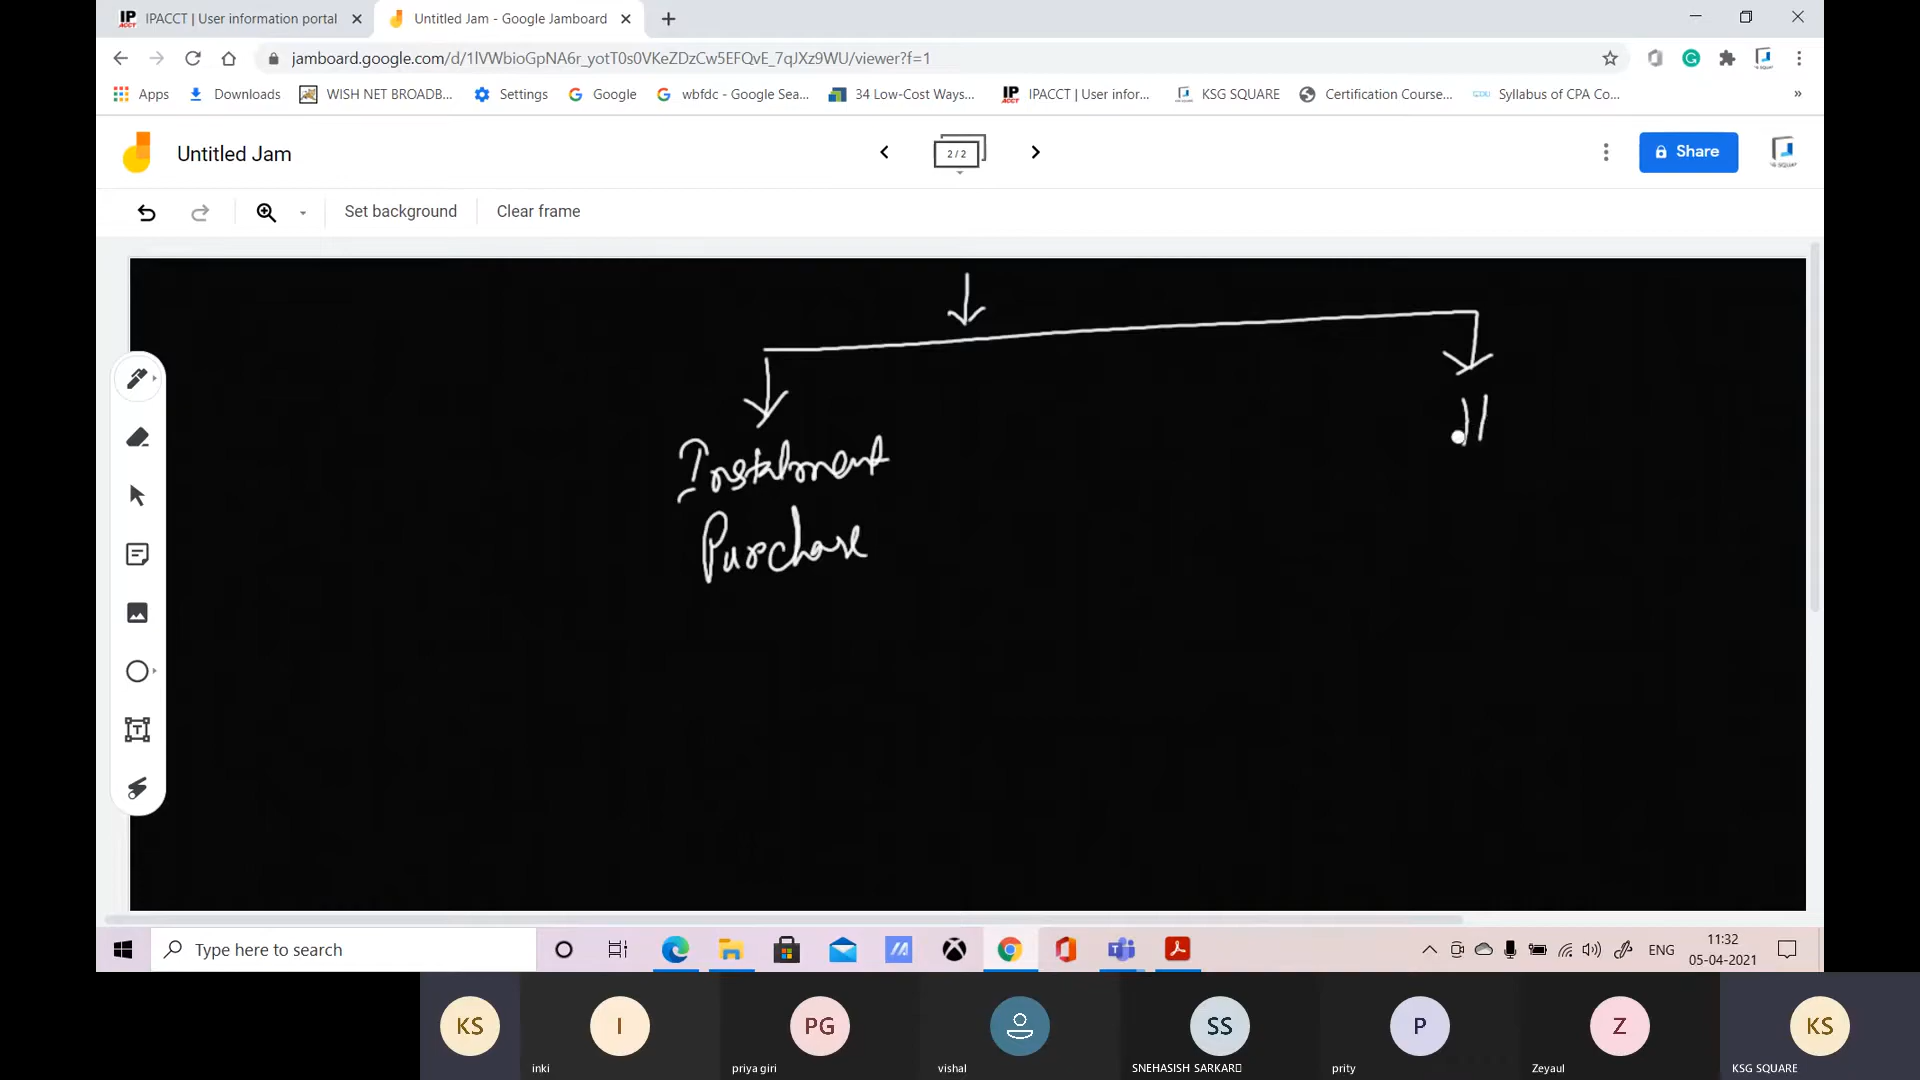 IPACCT | User information portal
Untitled Jam - Google Jamboard
jamboard.google.com/d/1lVWbioGpNA6r_yotT0s0VKeZDzCw5EFQvE_7qJXz9WU/viewer?f=1
Apps Downloads WISH NET BROADB... Settings Google wbfdc - Google Sea... 34 Low-Cost Ways... IPACCT | User infor... KSG SQUARE Certification Course... Syllabus of CPA Co... »
Untitled Jam
2 / 2
Share
Set background Clear frame
Instalment
Purchase
Type here to search
ENG
11:32
05-04-2021
KS I PG SS P Z KS
inki priya giri vishal SNEHASISH SARKAR prity Zeyaul KSG SQUARE